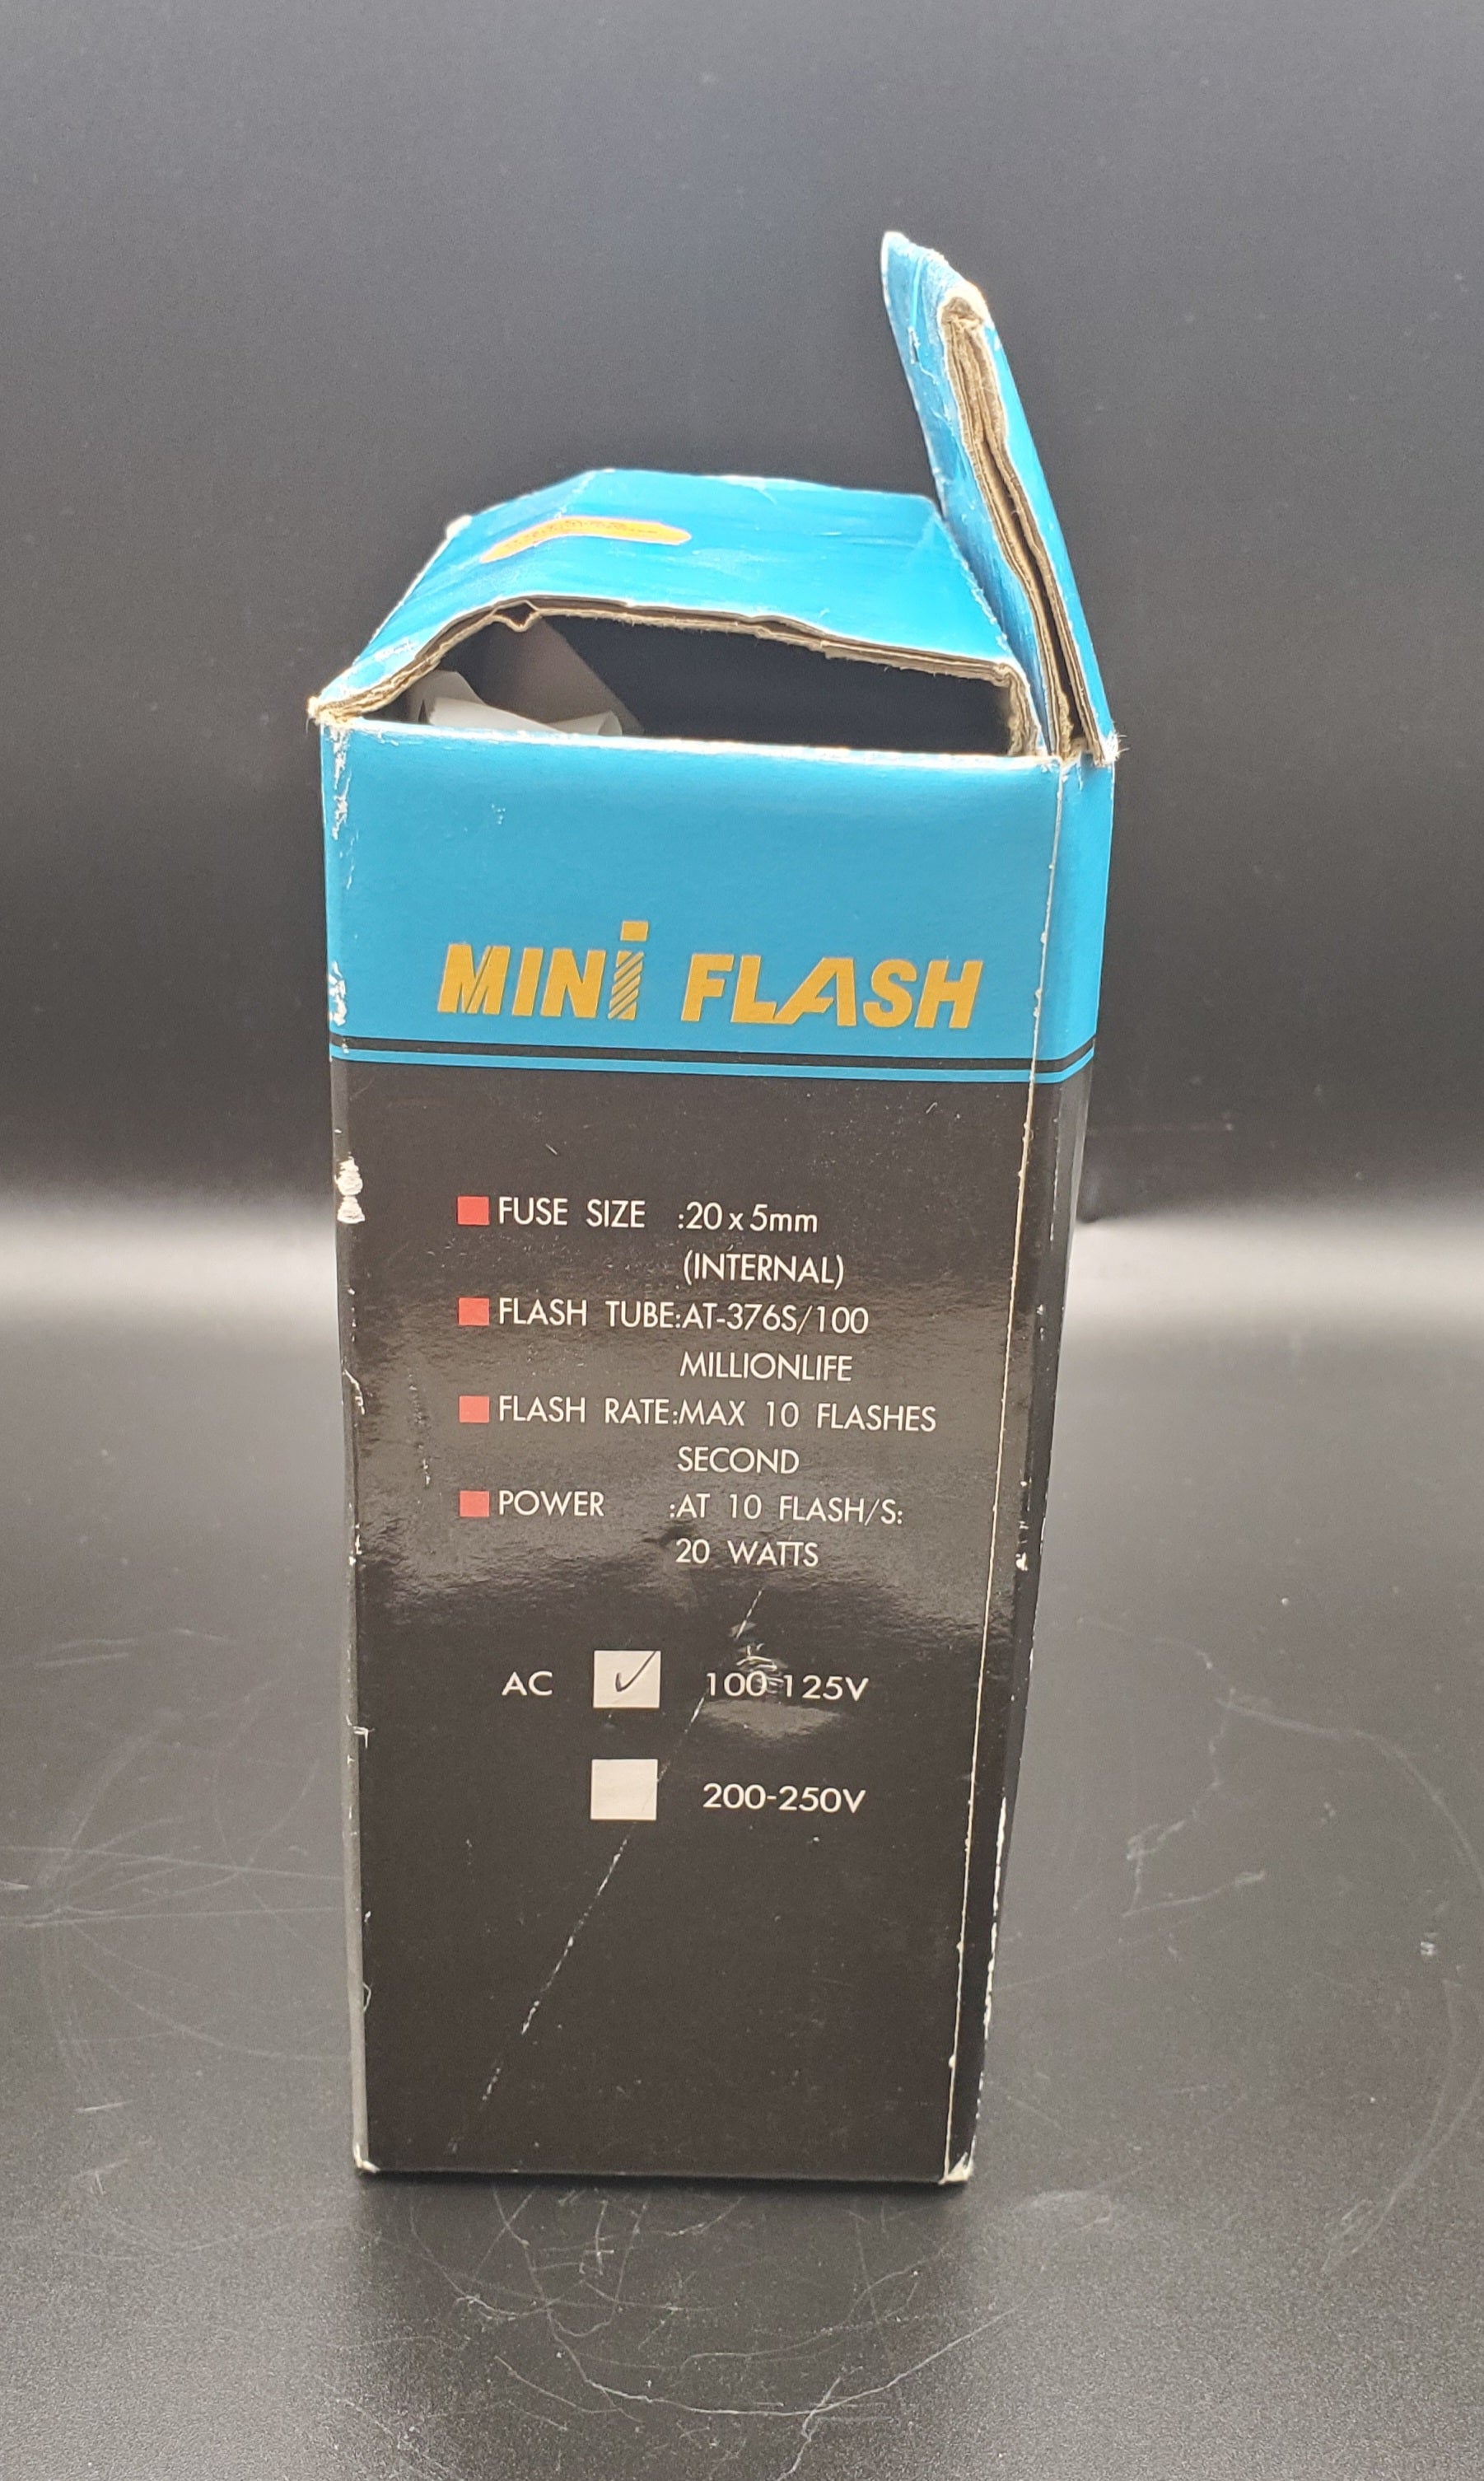 MINi FLASH
FUSE SIZE :20 x 5mm
(INTERNAL)
FLASH TUBE:AT-376S/100
MILLIONLIFE
FLASH RATE:MAX 10 FLASHES
SECOND
POWER :AT 10 FLASH/S:
20 WATTS
AC ✓ 100-125V
200-250V